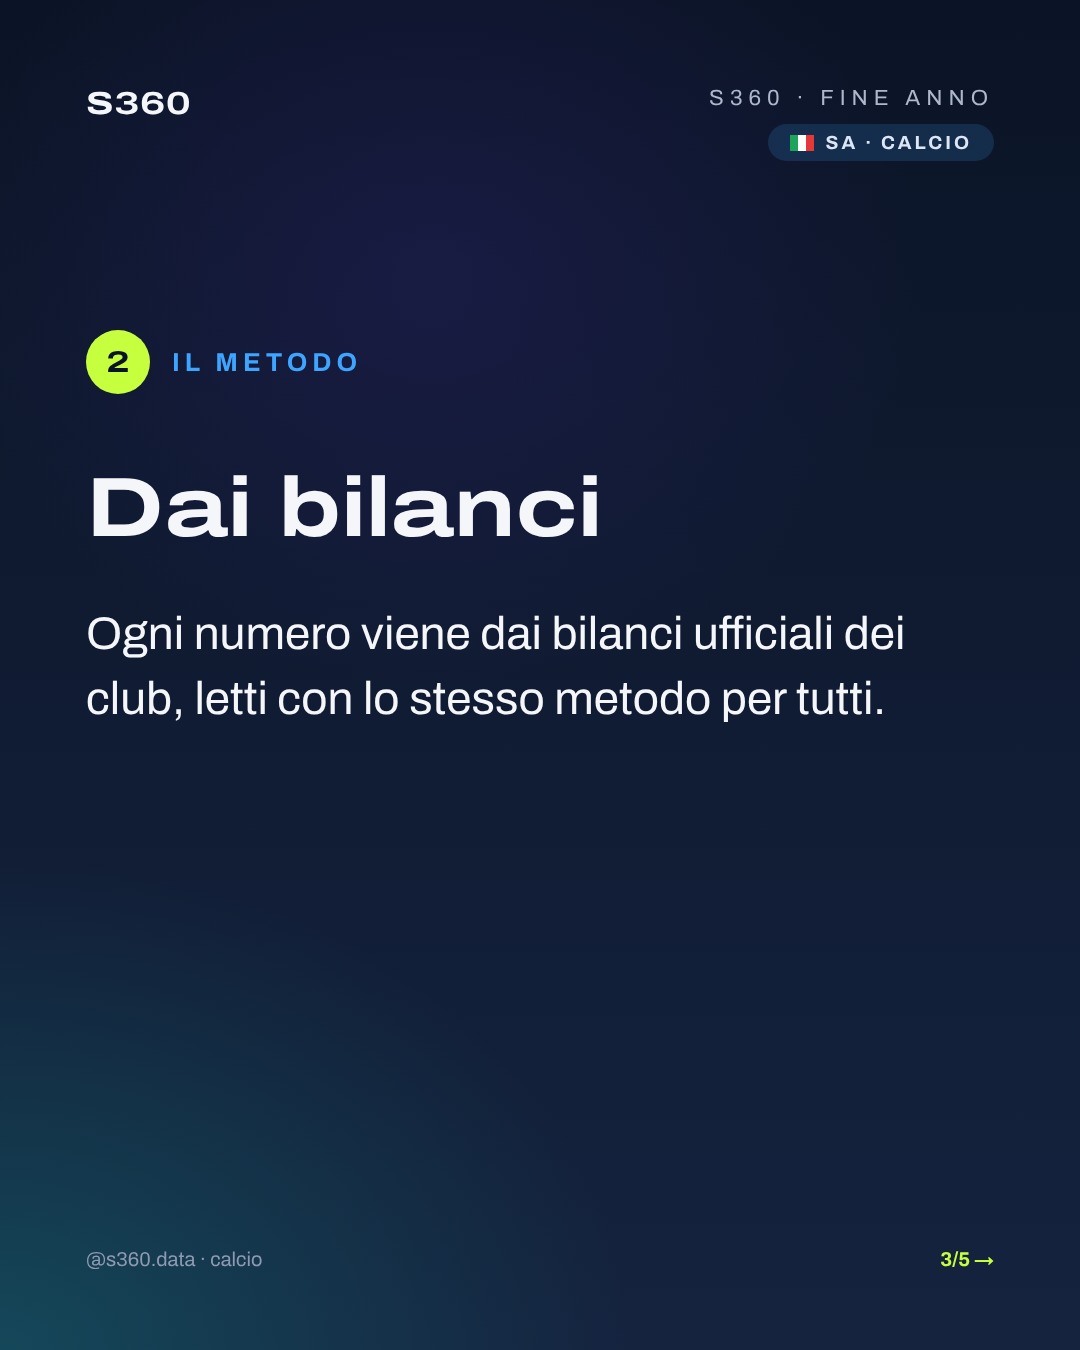 S360
S360 · FINE ANNO
SA · CALCIO
2
IL METODO
Dai bilanci
Ogni numero viene dai bilanci ufficiali dei
club, letti con lo stesso metodo per tutti.
@s360.data · calcio
3/5 →